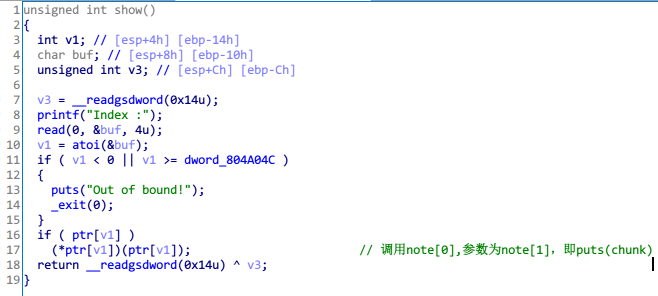 1 unsigned int show()
2 {
3   int v1; // [esp+4h] [ebp-14h]
4   char buf; // [esp+8h] [ebp-10h]
5   unsigned int v3; // [esp+Ch] [ebp-Ch]
6
7   v3 = __readgsdword(0x14u);
8   printf("Index :");
9   read(0, &buf, 4u);
10   v1 = atoi(&buf);
11   if ( v1 < 0 || v1 >= dword_804A04C )
12   {
13     puts("Out of bound!");
14     _exit(0);
15   }
16   if ( ptr[v1] )
17     (*ptr[v1])(ptr[v1]); // 调用note[0],参数为note[1], 即puts(chunk)
18   return __readgsdword(0x14u) ^ v3;
19 }